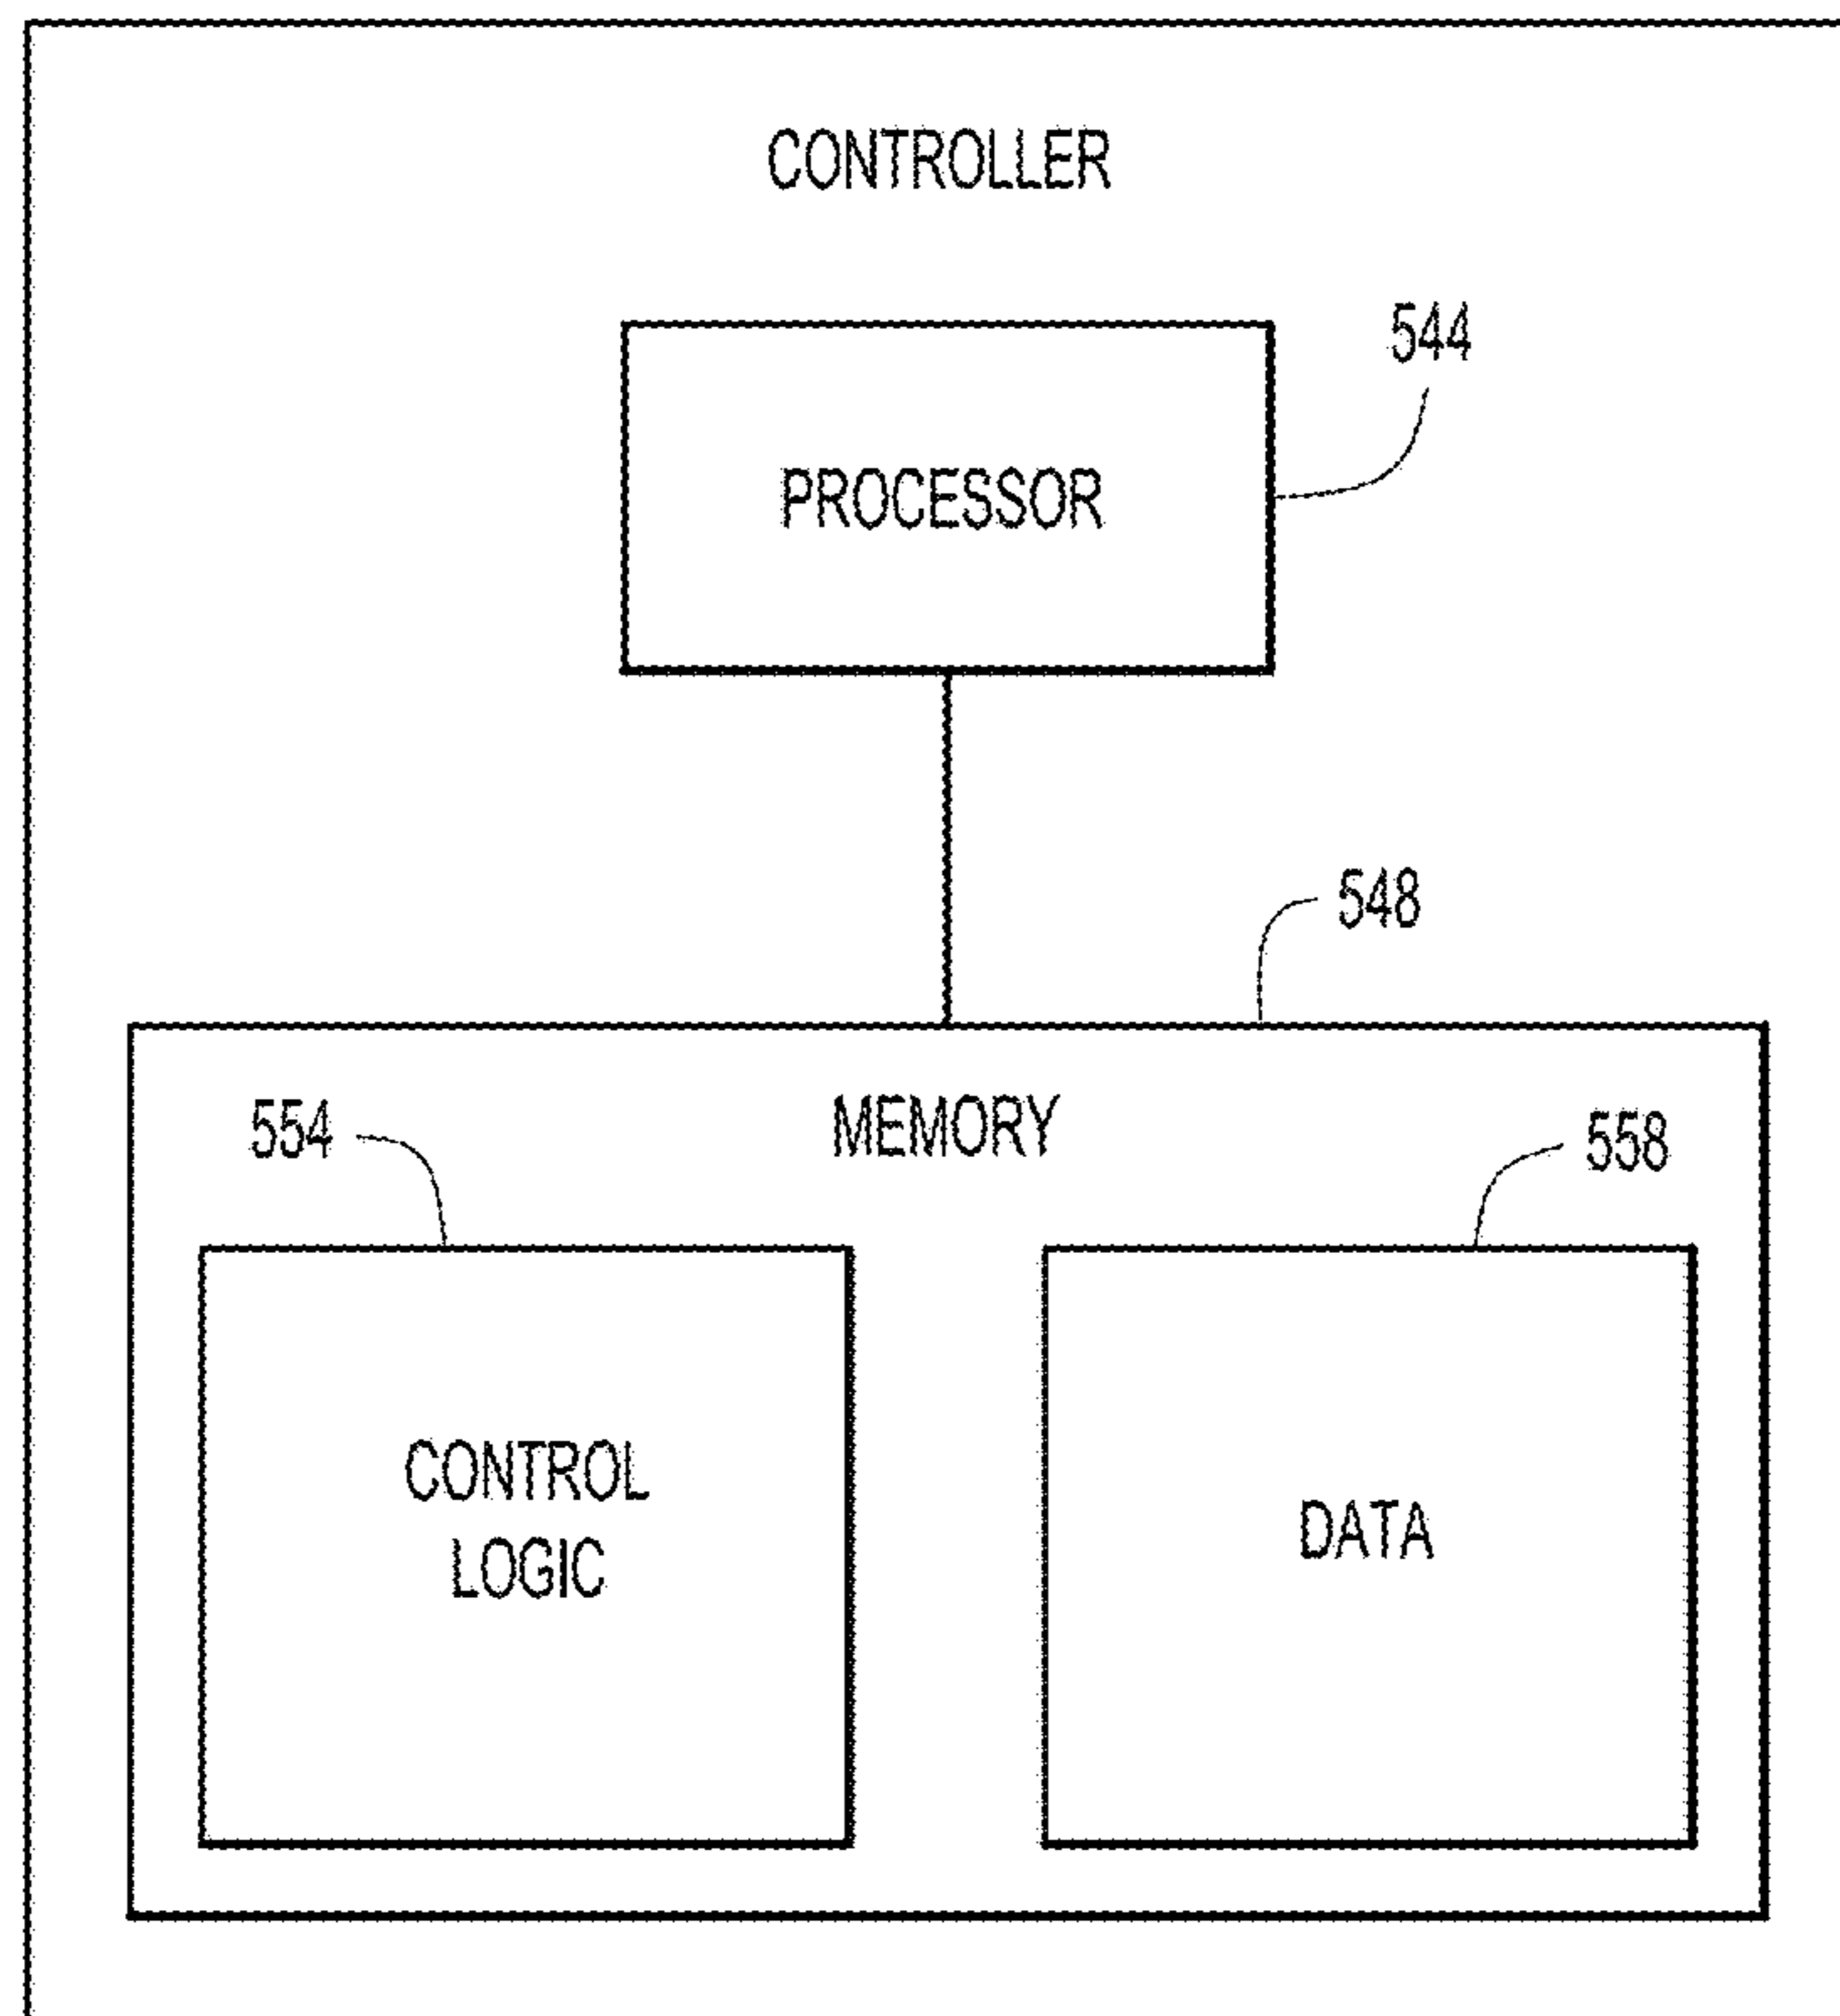 CONTROLLER
544
PROCESSOR
548
MEMORY
554
558
CONTROL
LOGIC
DATA